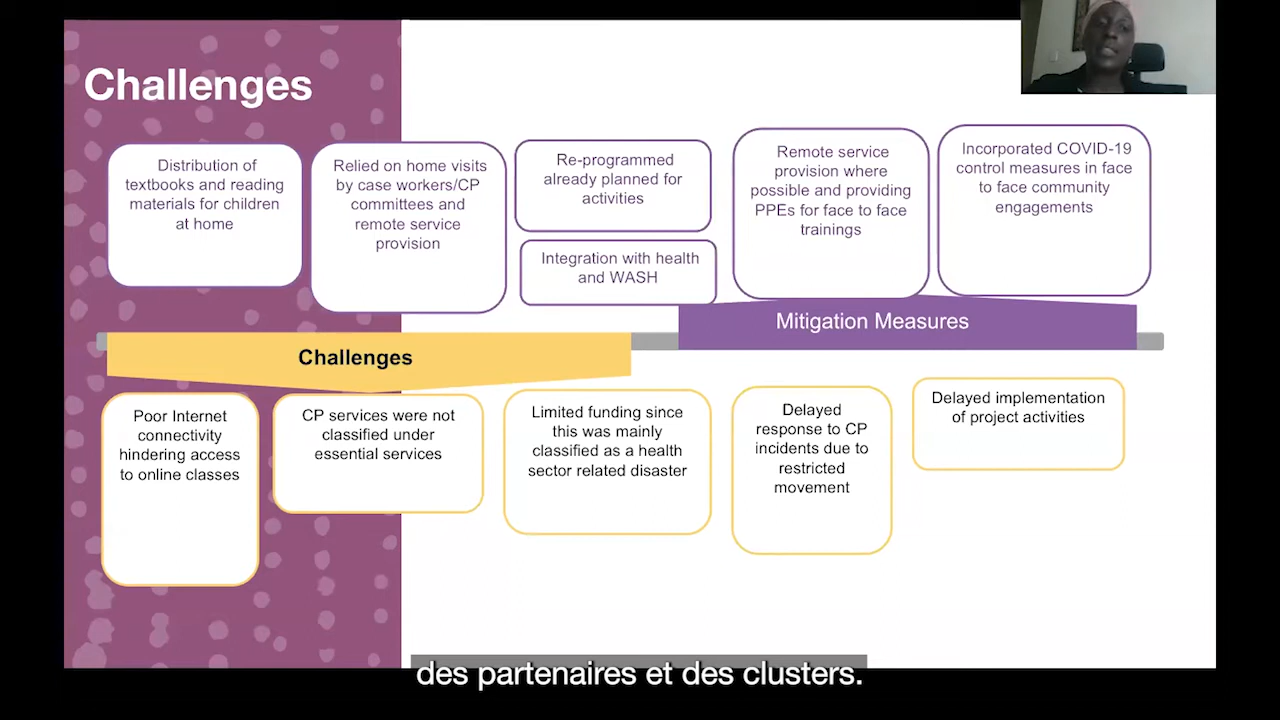 Challenges
Distribution of
textbooks and reading
materials for children
at home
Relied on home visits
by case workers/CP
committees and
remote service
provision
Re-programmed
already planned for
activities
Integration with health
and WASH
Remote service
provision where
possible and providing
PPEs for face to face
trainings
Incorporated COVID-19
control measures in face
to face community
engagements
Mitigation Measures
Challenges
Poor Internet
connectivity
hindering access
to online classes
CP services were not
classified under
essential services
Limited funding since
this was mainly
classified as a health
sector related disaster
Delayed
response to CP
incidents due to
restricted
movement
Delayed implementation
of project activities
des partenaires et des clusters.